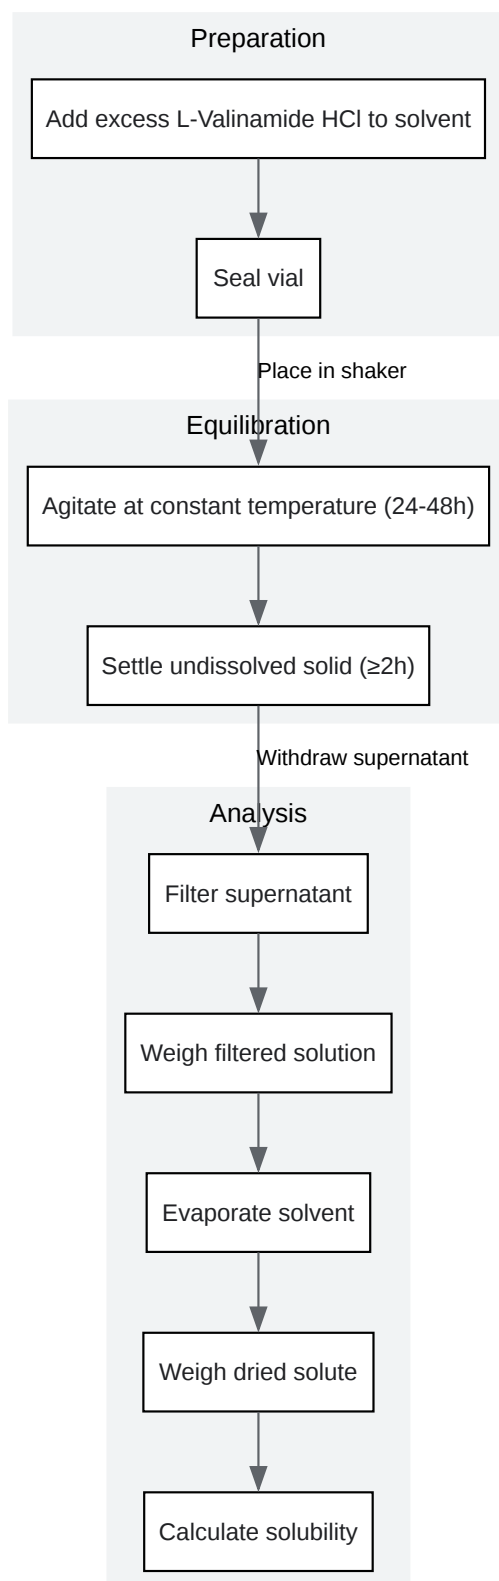 Preparation
Add excess L-Valinamide HCl to solvent
Seal vial
Place in shaker
Equilibration
Agitate at constant temperature (24-48h)
Settle undissolved solid (≥2h)
Withdraw supernatant
Analysis
Filter supernatant
Weigh filtered solution
Evaporate solvent
Weigh dried solute
Calculate solubility